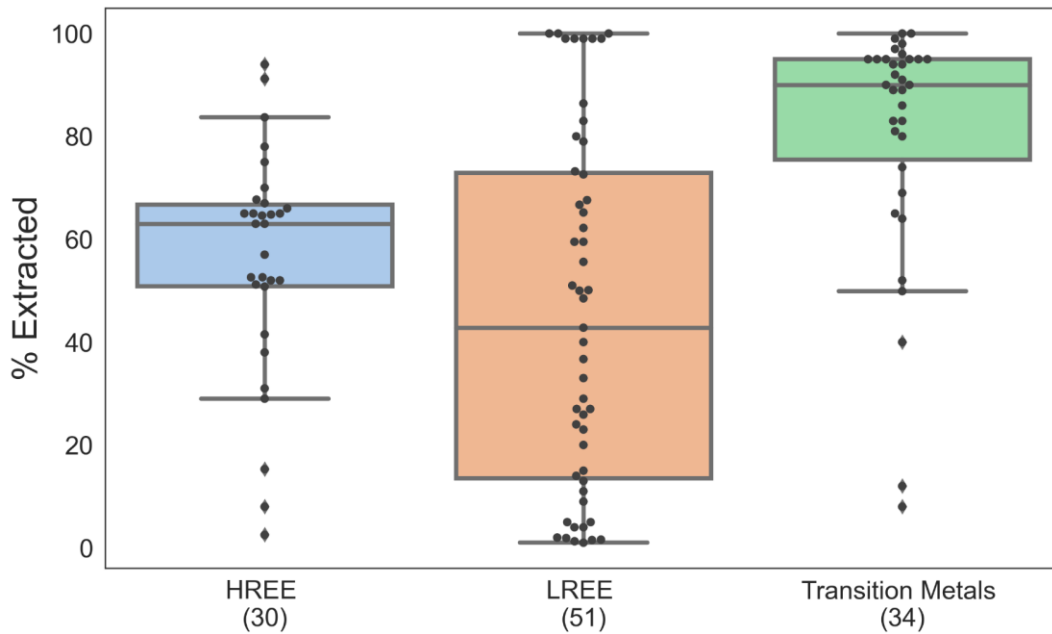 % Extracted
100
80
60
40
20
0
HREE
(30)
LREE
(51)
Transition Metals
(34)